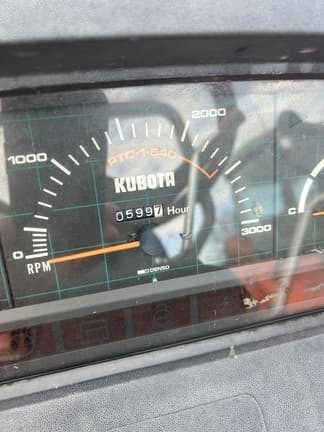 2000
1000
PTO-1-540
KUBOTA
05997 Hour
C
0
3000
RPM
DENSO